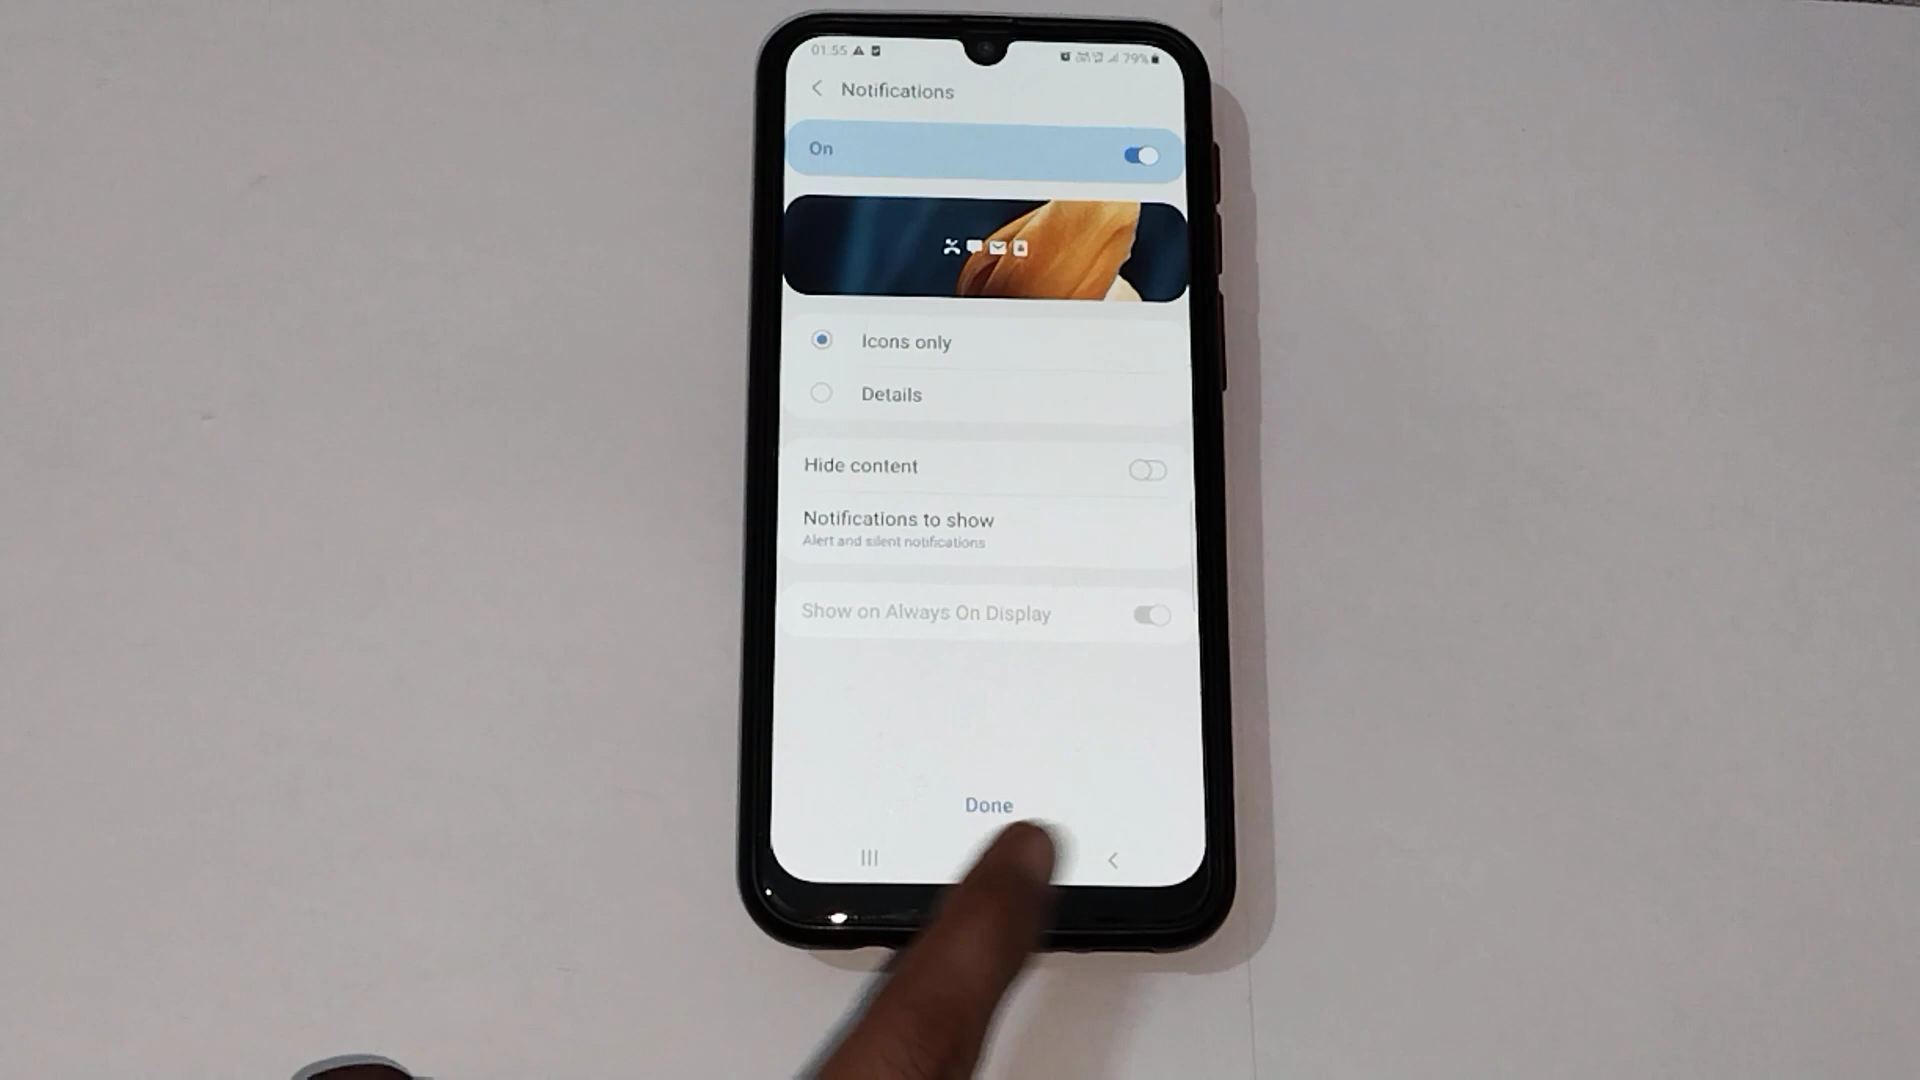 01:55
79%
Notifications
On
Icons only
Details
Hide content
Notifications to show
Alert and silent notifications
Show on Always On Display
Done